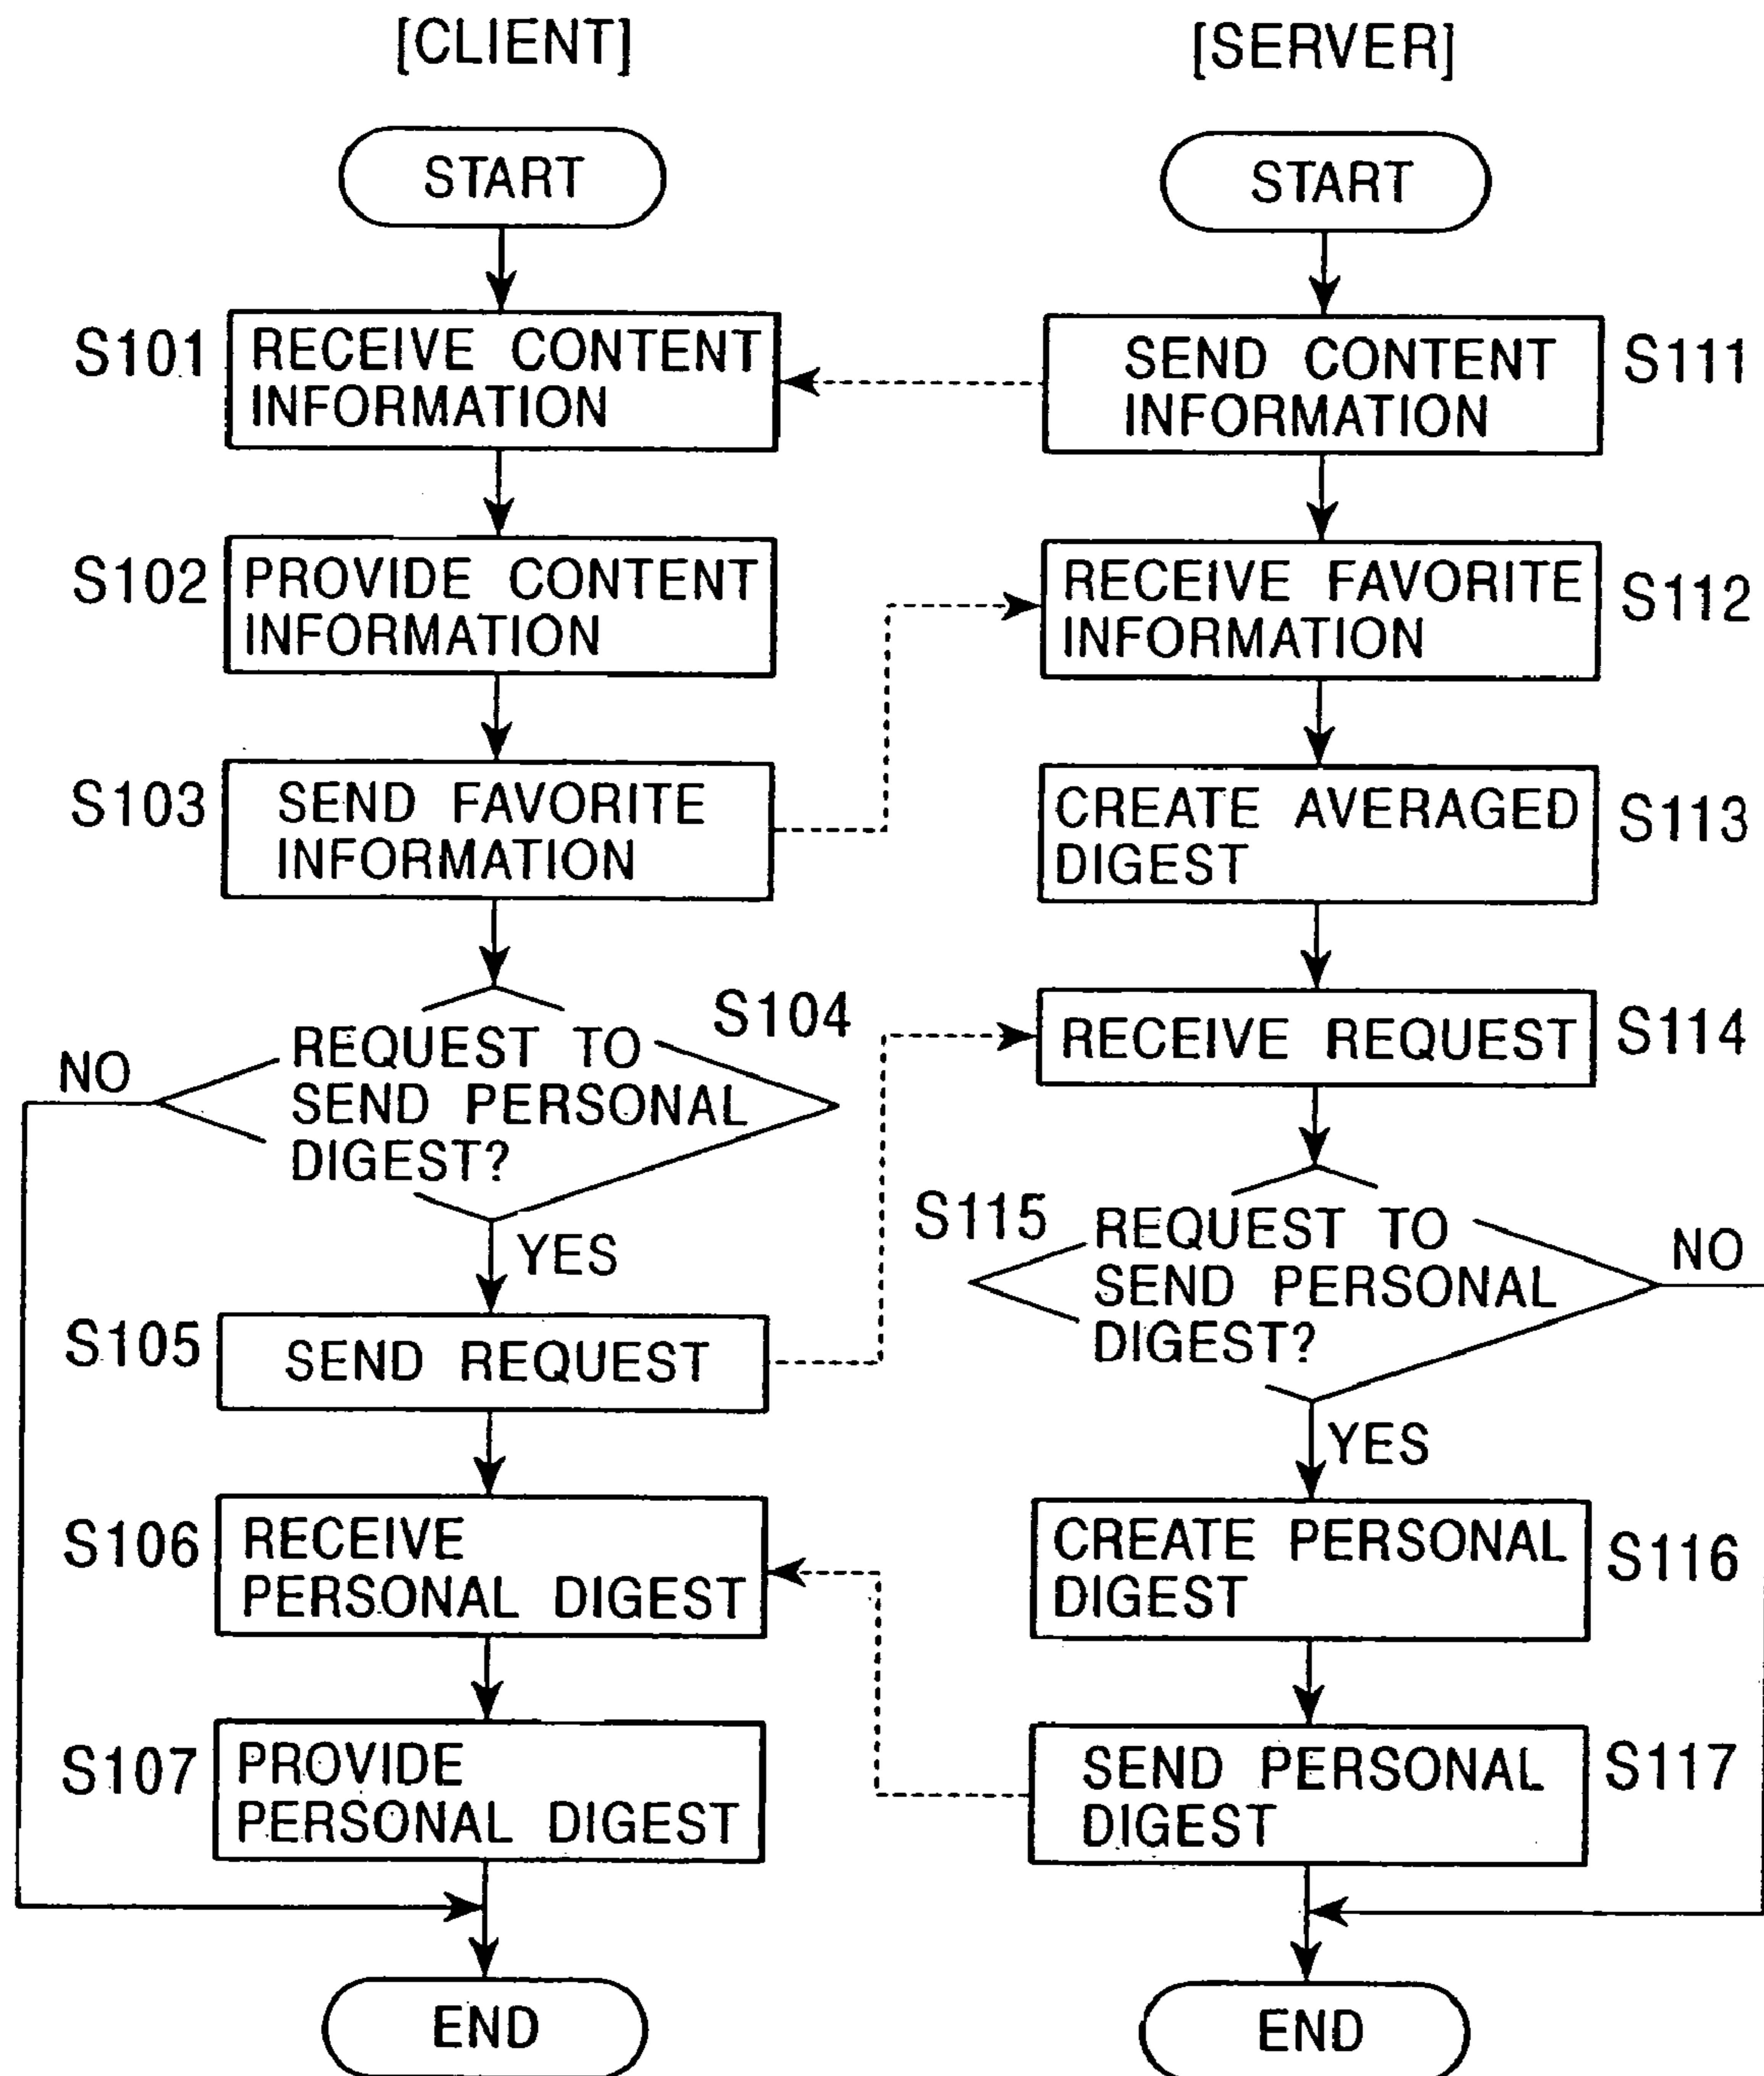 [CLIENT]
START
S101
RECEIVE CONTENT
INFORMATION
S102
PROVIDE CONTENT
INFORMATION
S103
SEND FAVORITE
INFORMATION
S104
REQUEST TO
SEND PERSONAL
DIGEST?
NO
YES
S105
SEND REQUEST
S106
RECEIVE
PERSONAL DIGEST
S107
PROVIDE
PERSONAL DIGEST
END
[SERVER]
START
SEND CONTENT
INFORMATION
S111
RECEIVE FAVORITE
INFORMATION
S112
CREATE AVERAGED
DIGEST
S113
RECEIVE REQUEST
S114
S115
REQUEST TO
SEND PERSONAL
DIGEST?
NO
YES
CREATE PERSONAL
DIGEST
S116
SEND PERSONAL
DIGEST
S117
END